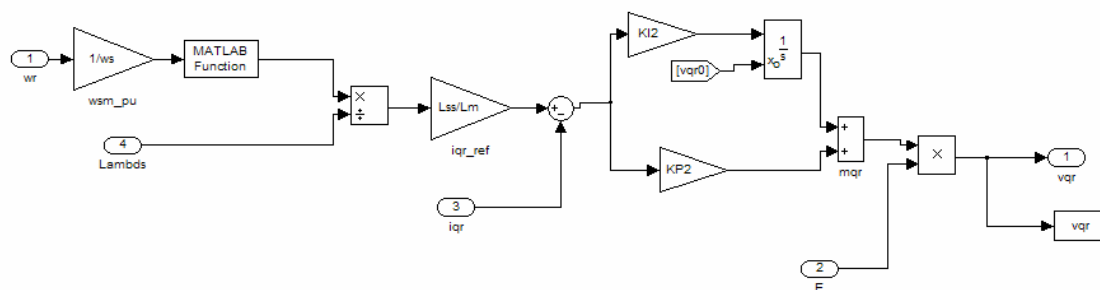 1
wr
1/ws
wsm_pu
MATLAB
Function
4
Lambds
×
÷
Lss/Lm
iqr_ref
+
−
3
iqr
KI2
[vqr0]
1
s
xo
KP2
+
+
mqr
×
2
1
vqr
vqr